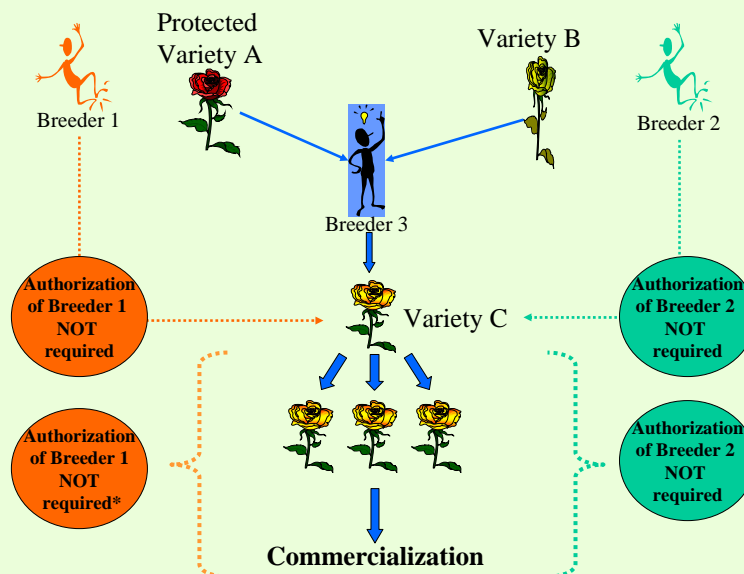 Protected
Variety A
Variety B
Breeder 1
Breeder 2
Breeder 3
Authorization
of Breeder 1
NOT
required
Variety C
Authorization
of Breeder 2
NOT
required
Authorization
of Breeder 1
NOT
required*
Authorization
of Breeder 2
NOT
required
Commercialization